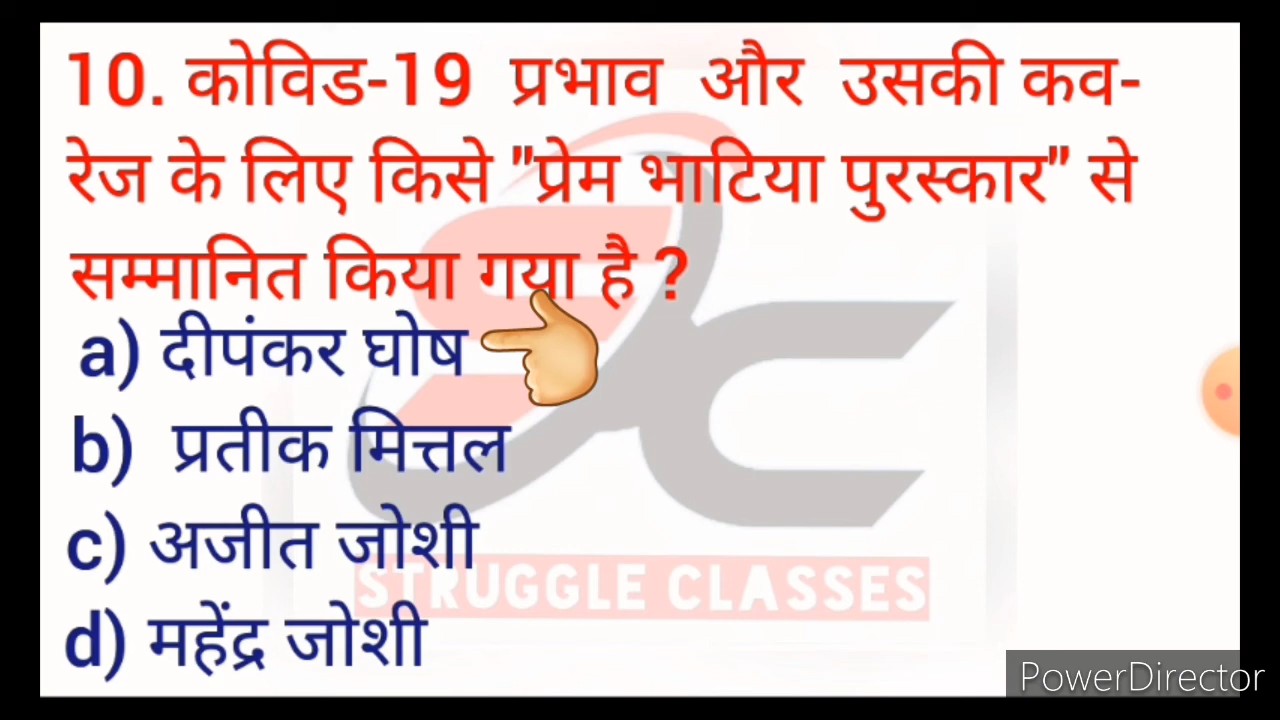 10. कोविड-19 प्रभाव और उसकी कव-
रेज के लिए किसे "प्रेम भाटिया पुरस्कार" से
सम्मानित किया गया है ?
a) दीपंकर घोष
b) प्रतीक मित्तल
c) अजीत जोशी
d) महेंद्र जोशी
STRUGGLE CLASSES
PowerDirector